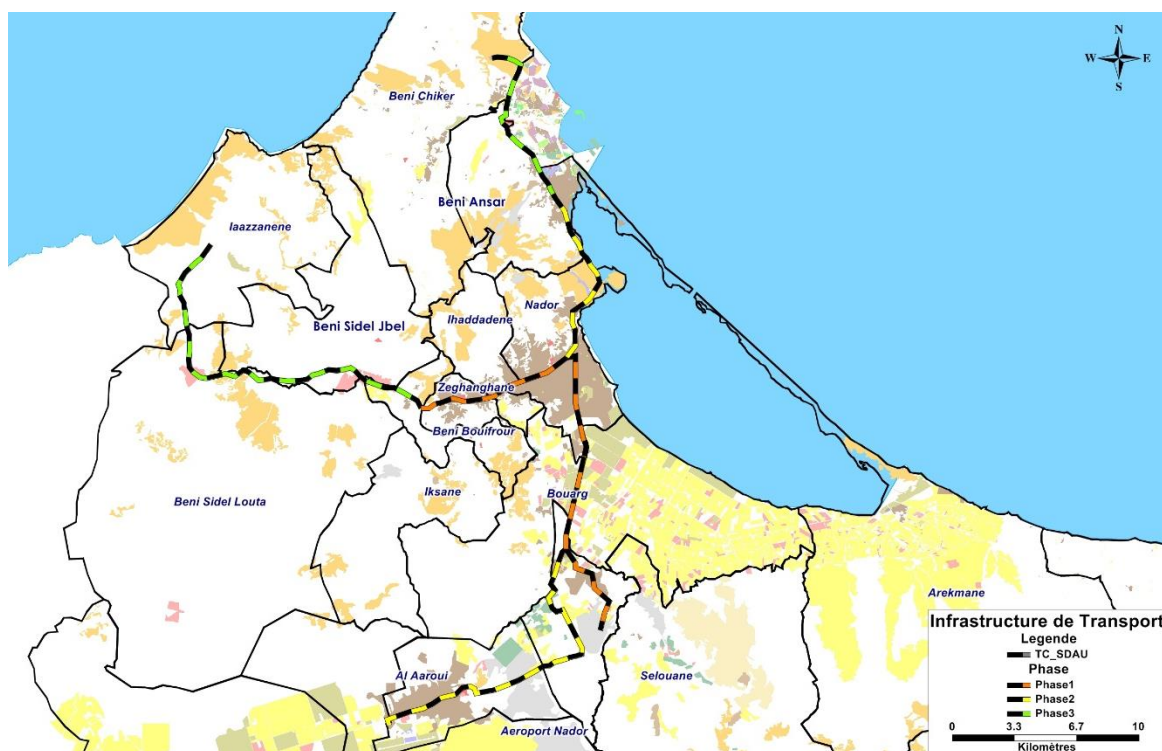 N
W E
S
Beni Chiker
Beni Ansar
Iaazzanene
Nador
Beni Sidel Jbel
Ihaddadene
Zeghanghane
Beni Bouifrour
Beni Sidel Louta
Iksane
Bouarg
Arekmane
Al Aaroui
Selouane
Aeroport Nador
Infrastructure de Transport
Legende
TC_SDAU
Phase
Phase1
Phase2
Phase3
0 3.3 6.7 10
Kilomètres